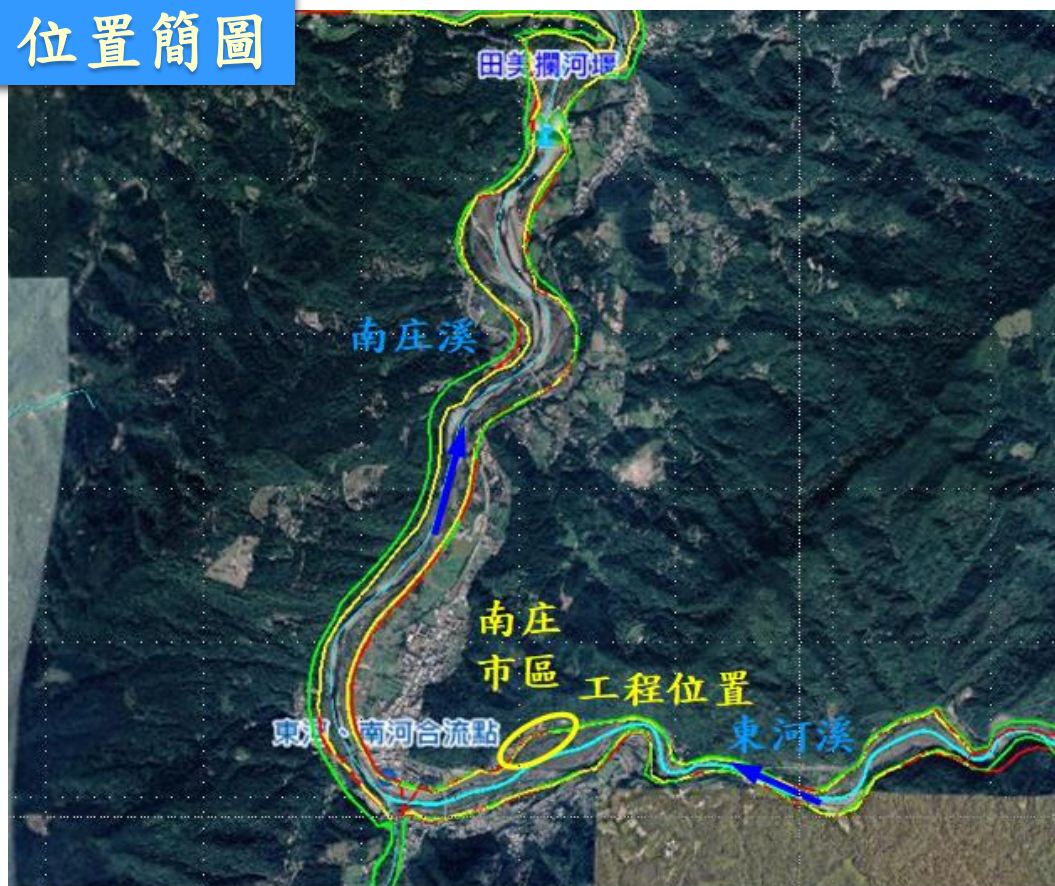 位置簡圖
田美攔河堰
南庄溪
南庄
市區
工程位置
東河、南河合流點
東河溪